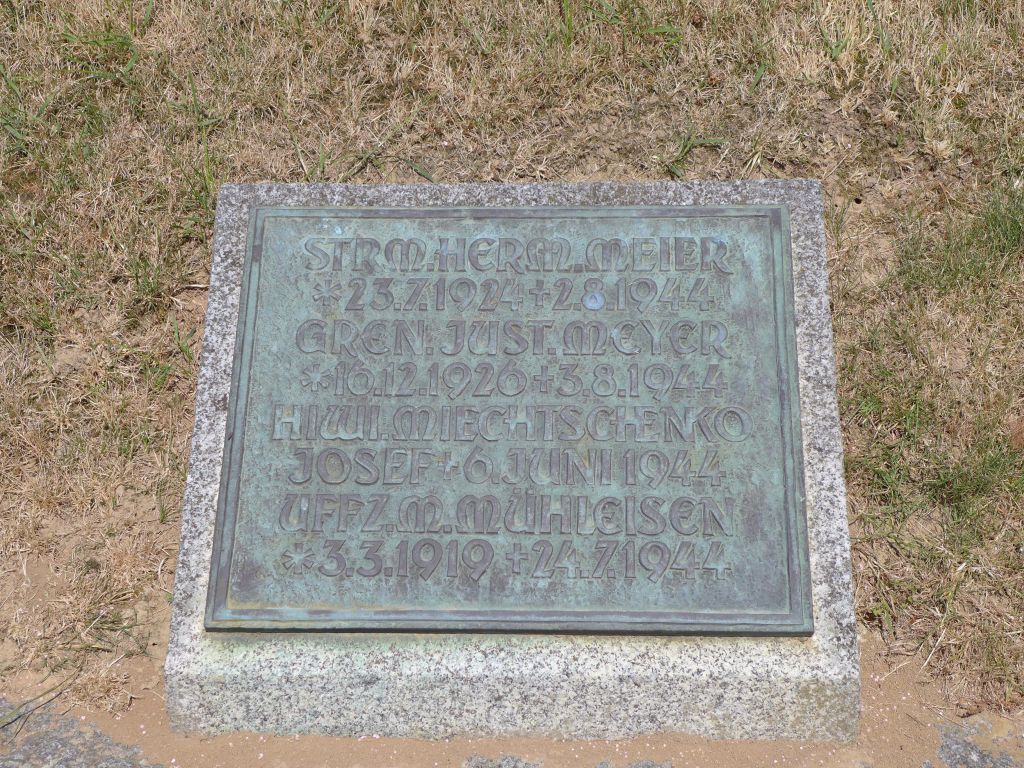 STRM. HERM. MEIER
*23.7.1924 +2.8.1944
GREN. JUST. MEYER
*16.12.1926 +3.8.1944
HIWI. MIECHTSCHENKO
JOSEF +6. JUNI 1944
UFFZ. M. MÜHLEISEN
*3.3.1919 +24.7.1944